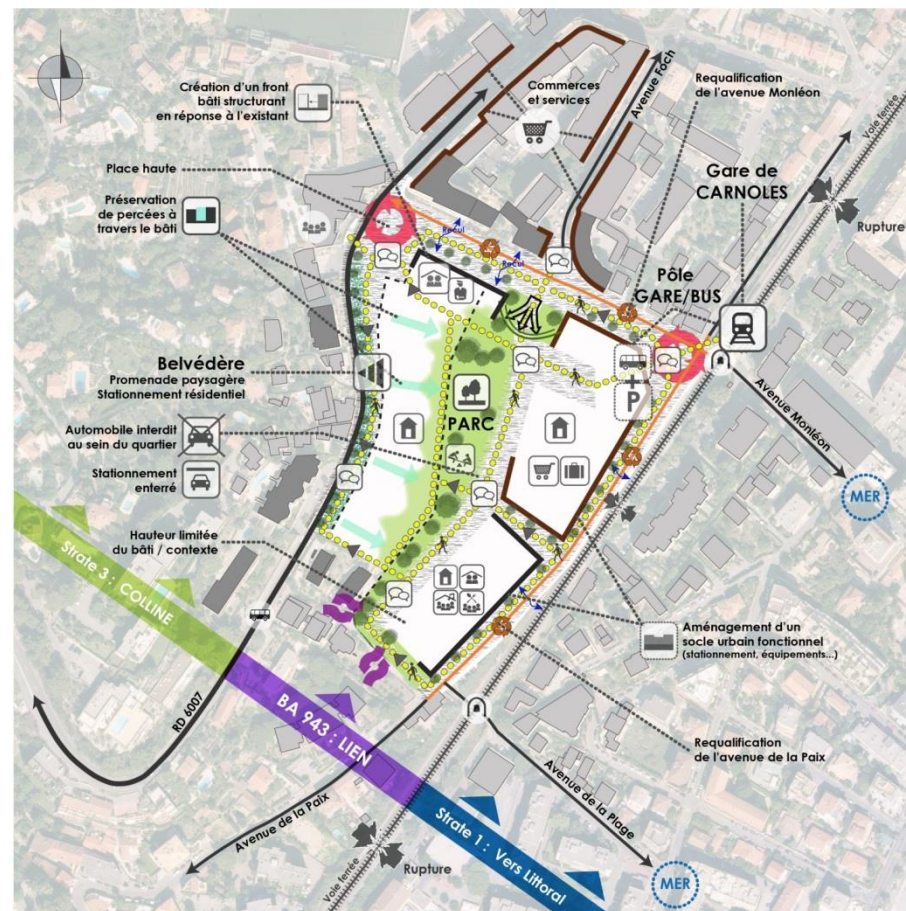 Création d'un front
bâti structurant
en réponse à l'existant
Commerces
et services
Avenue Foch
Requalification
de l'avenue Monléon
Voie ferrée
Place haute
Gare de
CARNOLES
Préservation
de percées à
travers le bâti
Rupture
Recul
Recul
Pôle
GARE/BUS
Belvédère
Promenade paysagère
Stationnement résidentiel
P
PARC
Avenue Monléon
Automobile interdit
au sein du quartier
Stationnement
enterré
MER
Hauteur limitée
du bâti / contexte
Strate 3 : COLLINE
Aménagement d'un
socle urbain fonctionnel
(stationnement, équipements...)
RD 6007
BA 943 : LIEN
Requalification
de l'avenue de la Paix
Avenue de la Paix
Avenue de la Plage
Strate 1 : Vers Littoral
Rupture
Voie ferrée
MER